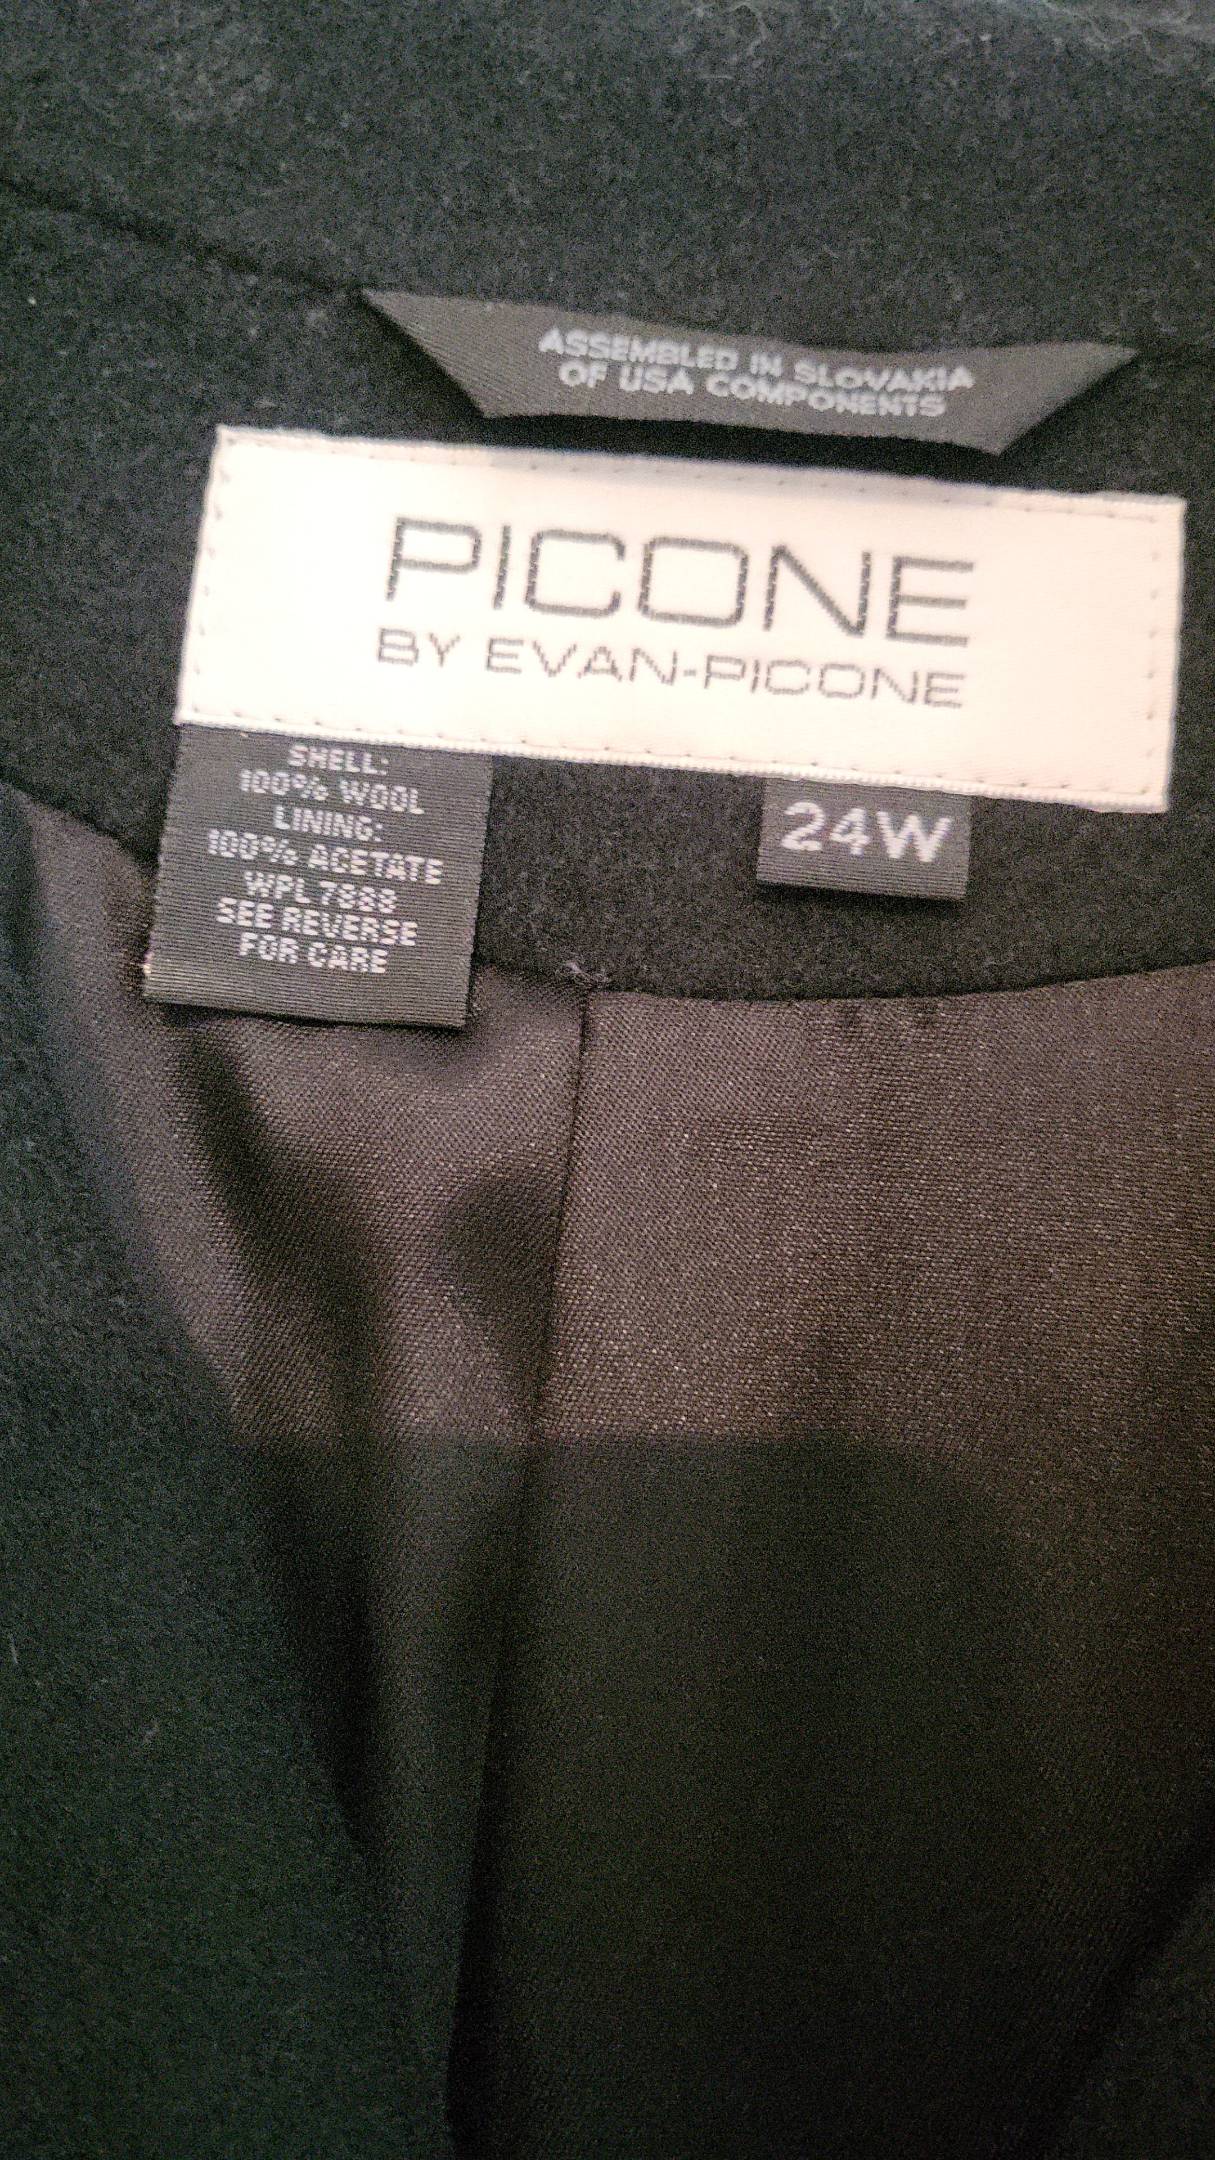 ASSEMBLED IN SLOVAKIA
OF USA COMPONENTS
PICONE
BY EVAN-PICONE
SHELL:
100% WOOL
LINING:
100% ACETATE
WPL 7988
SEE REVERSE
FOR CARE
24W